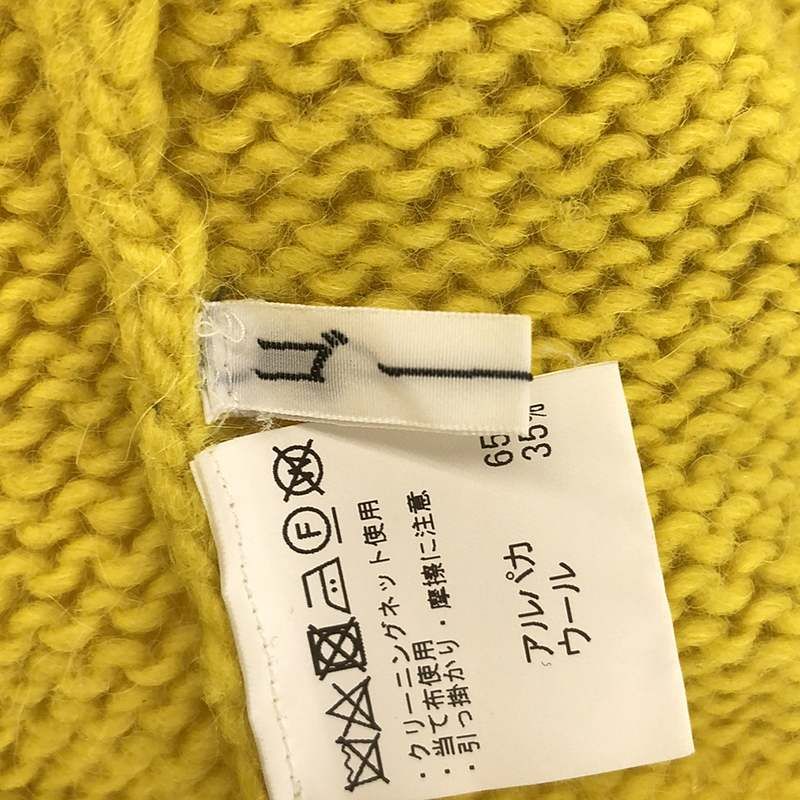 F W
・クリーニングネット使用
・当て布使用
・引っ掛かり・摩擦に注意
アルパカ 65
ウール 35%